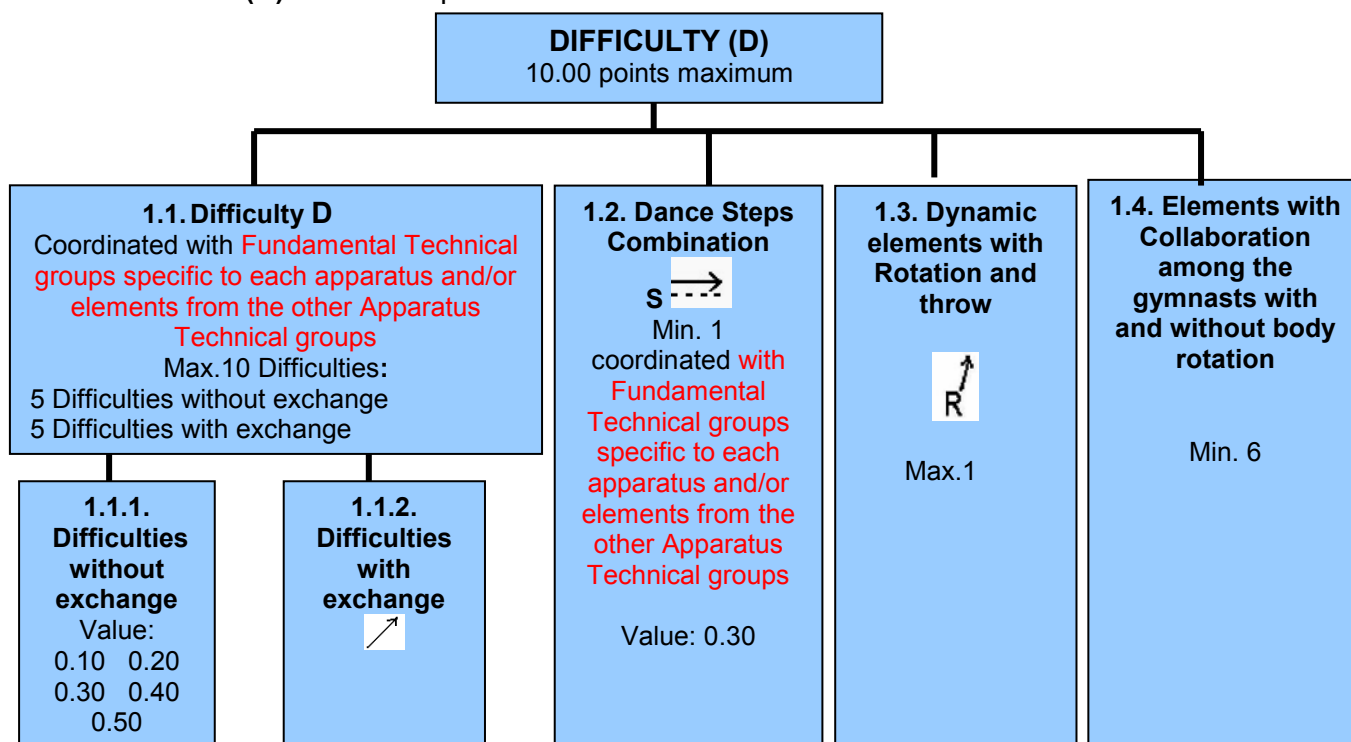 DIFFICULTY (D)
10.00 points maximum
1.1. Difficulty D
Coordinated with Fundamental Technical
groups specific to each apparatus and/or
elements from the other Apparatus
Technical groups
Max.10 Difficulties:
5 Difficulties without exchange
5 Difficulties with exchange
1.1.1.
Difficulties
without
exchange
Value:
0.10 0.20
0.30 0.40
0.50
1.1.2.
Difficulties
with
exchange
1.2. Dance Steps
Combination
S
Min. 1
coordinated with
Fundamental
Technical groups
specific to each
apparatus and/or
elements from the
other Apparatus
Technical groups
Value: 0.30
1.3. Dynamic
elements with
Rotation and
throw
R
Max.1
1.4. Elements with
Collaboration
among the
gymnasts with
and without body
rotation
Min. 6